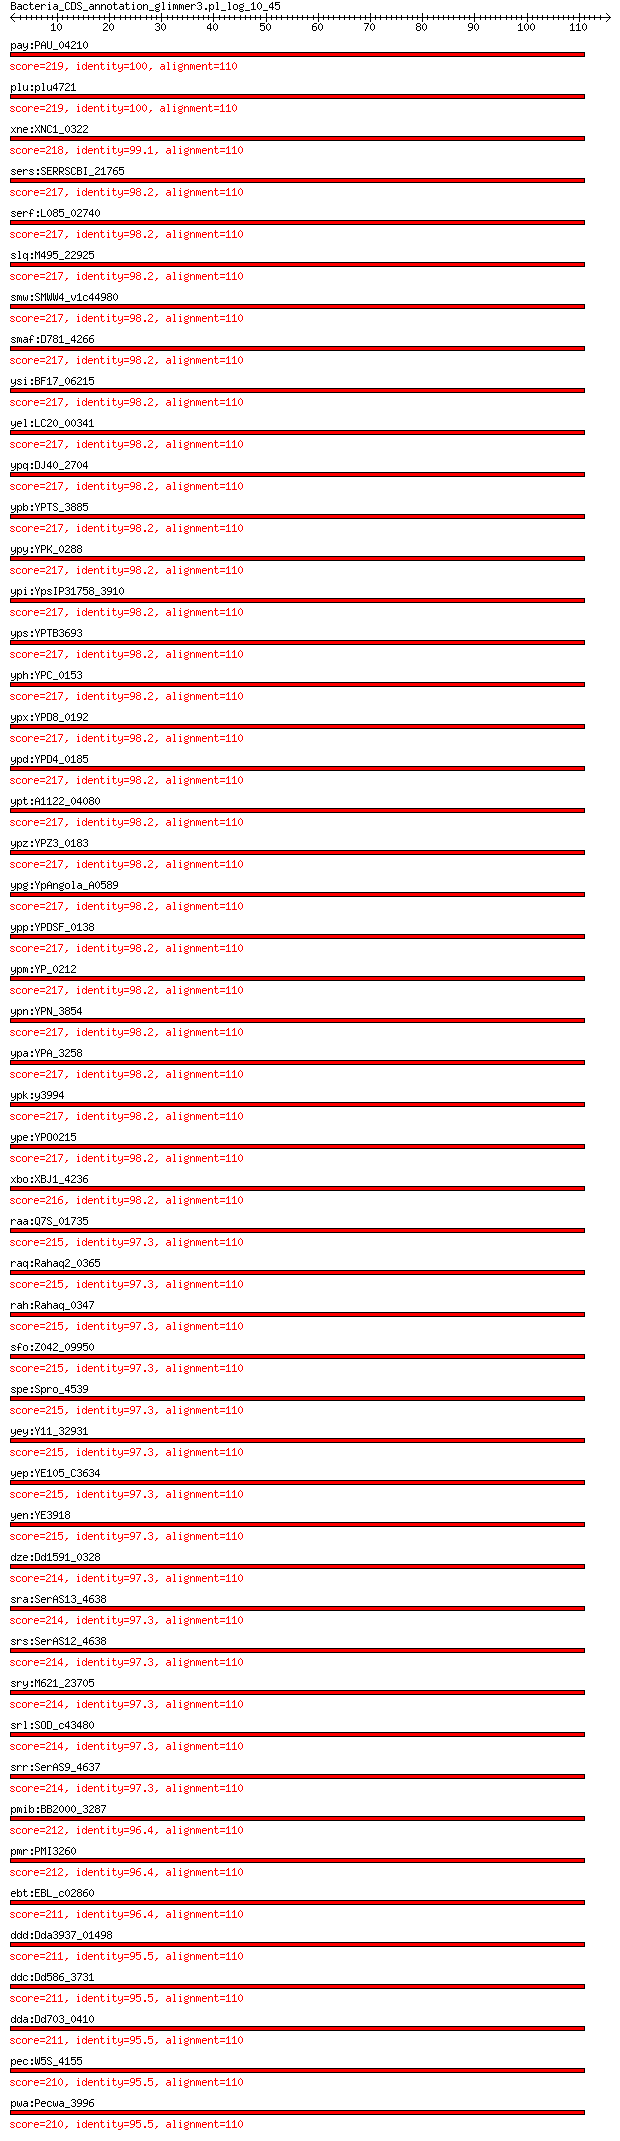 Bacteria_CDS_annotation_glimmer3.pl_log_10_45
10 20 30 40 50 60 70 80 90 100 110
pay:PAU_04210
score=219, identity=100, alignment=110
plu:plu4721
score=219, identity=100, alignment=110
xne:XNC1_0322
score=218, identity=99.1, alignment=110
sers:SERRSCBI_21765
score=217, identity=98.2, alignment=110
serf:L085_02740
score=217, identity=98.2, alignment=110
slq:M495_22925
score=217, identity=98.2, alignment=110
smw:SMWW4_v1c44980
score=217, identity=98.2, alignment=110
smaf:D781_4266
score=217, identity=98.2, alignment=110
ysi:BF17_06215
score=217, identity=98.2, alignment=110
yel:LC20_00341
score=217, identity=98.2, alignment=110
ypq:DJ40_2704
score=217, identity=98.2, alignment=110
ypb:YPTS_3885
score=217, identity=98.2, alignment=110
ypy:YPK_0288
score=217, identity=98.2, alignment=110
ypi:YpsIP31758_3910
score=217, identity=98.2, alignment=110
yps:YPTB3693
score=217, identity=98.2, alignment=110
yph:YPC_0153
score=217, identity=98.2, alignment=110
ypx:YPD8_0192
score=217, identity=98.2, alignment=110
ypd:YPD4_0185
score=217, identity=98.2, alignment=110
ypt:A1122_04080
score=217, identity=98.2, alignment=110
ypz:YPZ3_0183
score=217, identity=98.2, alignment=110
ypg:YpAngola_A0589
score=217, identity=98.2, alignment=110
ypp:YPDSF_0138
score=217, identity=98.2, alignment=110
ypm:YP_0212
score=217, identity=98.2, alignment=110
ypn:YPN_3854
score=217, identity=98.2, alignment=110
ypa:YPA_3258
score=217, identity=98.2, alignment=110
ypk:y3994
score=217, identity=98.2, alignment=110
ype:YPO0215
score=217, identity=98.2, alignment=110
xbo:XBJ1_4236
score=216, identity=98.2, alignment=110
raa:Q7S_01735
score=215, identity=97.3, alignment=110
raq:Rahaq2_0365
score=215, identity=97.3, alignment=110
rah:Rahaq_0347
score=215, identity=97.3, alignment=110
sfo:Z042_09950
score=215, identity=97.3, alignment=110
spe:Spro_4539
score=215, identity=97.3, alignment=110
yey:Y11_32931
score=215, identity=97.3, alignment=110
yep:YE105_C3634
score=215, identity=97.3, alignment=110
yen:YE3918
score=215, identity=97.3, alignment=110
dze:Dd1591_0328
score=214, identity=97.3, alignment=110
sra:SerAS13_4638
score=214, identity=97.3, alignment=110
srs:SerAS12_4638
score=214, identity=97.3, alignment=110
sry:M621_23705
score=214, identity=97.3, alignment=110
srl:SOD_c43480
score=214, identity=97.3, alignment=110
srr:SerAS9_4637
score=214, identity=97.3, alignment=110
pmib:BB2000_3287
score=212, identity=96.4, alignment=110
pmr:PMI3260
score=212, identity=96.4, alignment=110
ebt:EBL_c02860
score=211, identity=96.4, alignment=110
ddd:Dda3937_01498
score=211, identity=95.5, alignment=110
ddc:Dd586_3731
score=211, identity=95.5, alignment=110
dda:Dd703_0410
score=211, identity=95.5, alignment=110
pec:W5S_4155
score=210, identity=95.5, alignment=110
pwa:Pecwa_3996
score=210, identity=95.5, alignment=110